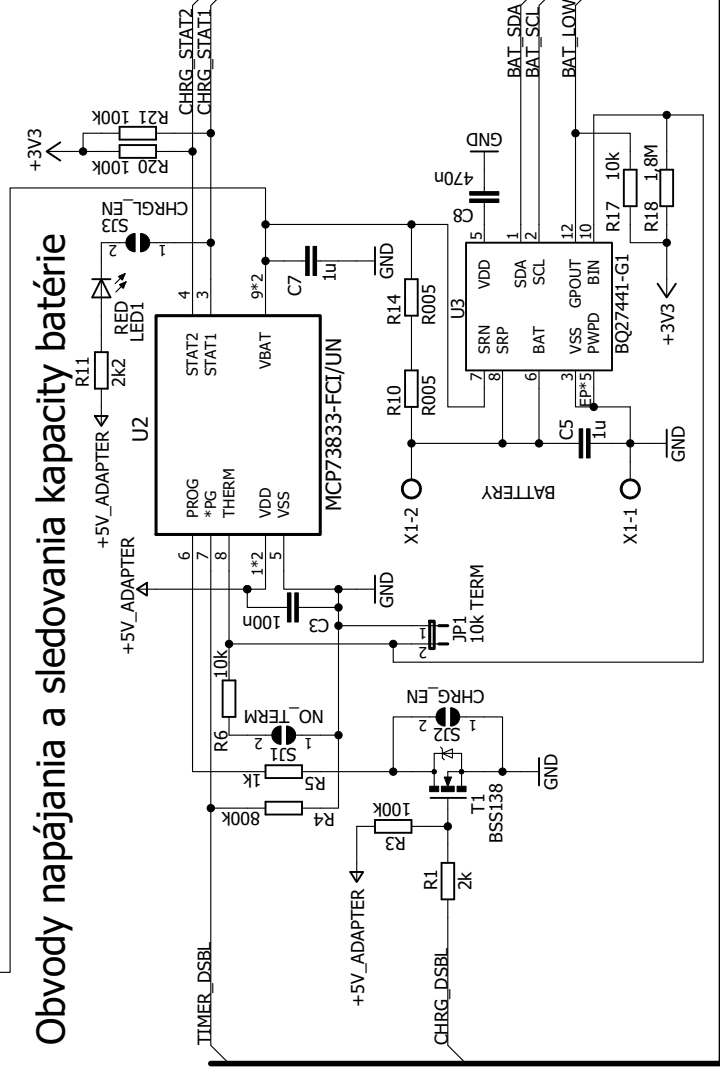 Obvody napájania a sledovania kapacity batérie
+5V_ADAPTER
R11
2k2
RED
LED1
2
1
SJ3
CHRGL_EN
+3V3
R20 100k
R21 100k
CHRG_STAT2
CHRG_STAT1
U2
MCP73833-FCI/UN
PROG
*PG
THERM
VDD
VSS
STAT2
STAT1
VBAT
6
7
8
1*2
5
4
3
9*2
+5V_ADAPTER
100n
C3
GND
C7
1u
GND
R6
10k
2
1
SJ1
NO_TERM
1k
R5
800k
R4
TIMER_DSBL
JP1
10k TERM
1
2
+5V_ADAPTER
R3
100k
CHRG_DSBL
R1
2k
T1
BSS138
2
1
SJ2
CHRG_EN
GND
X1-2
R10
R005
R14
R005
BATTERY
X1-1
C5
1u
GND
U3
BQ27441-G1
SRN
SRP
BAT
VSS
PWPD
VDD
SDA
SCL
GPOUT
BIN
7
8
6
3
EP*5
5
1
2
12
10
C8
470n
GND
BAT_SDA
BAT_SCL
BAT_LOW
R17
10k
R18
1,8M
+3V3